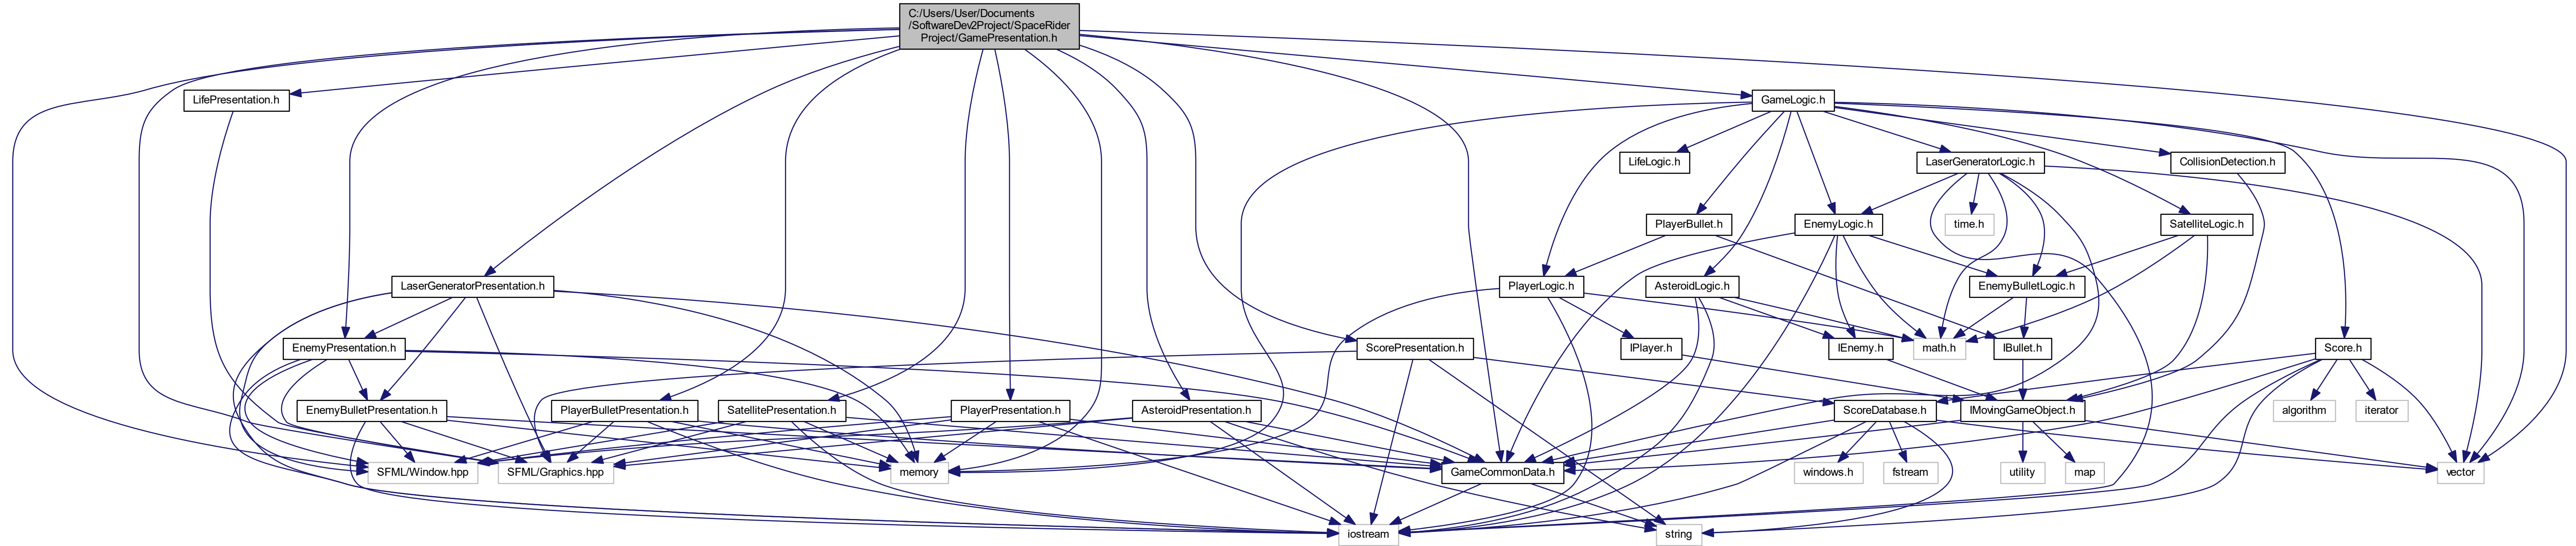 C:/Users/User/Documents
/SoftwareDev2Project/SpaceRider
Project/GamePresentation.h
LifePresentation.h
GameLogic.h
LifeLogic.h
LaserGeneratorLogic.h
CollisionDetection.h
PlayerBullet.h
EnemyLogic.h
time.h
SatelliteLogic.h
LaserGeneratorPresentation.h
PlayerLogic.h
AsteroidLogic.h
EnemyBulletLogic.h
EnemyPresentation.h
ScorePresentation.h
IPlayer.h
IEnemy.h
math.h
IBullet.h
Score.h
EnemyBulletPresentation.h
PlayerBulletPresentation.h
SatellitePresentation.h
PlayerPresentation.h
AsteroidPresentation.h
ScoreDatabase.h
IMovingGameObject.h
algorithm
iterator
SFML/Window.hpp
SFML/Graphics.hpp
memory
GameCommonData.h
windows.h
fstream
utility
map
vector
iostream
string